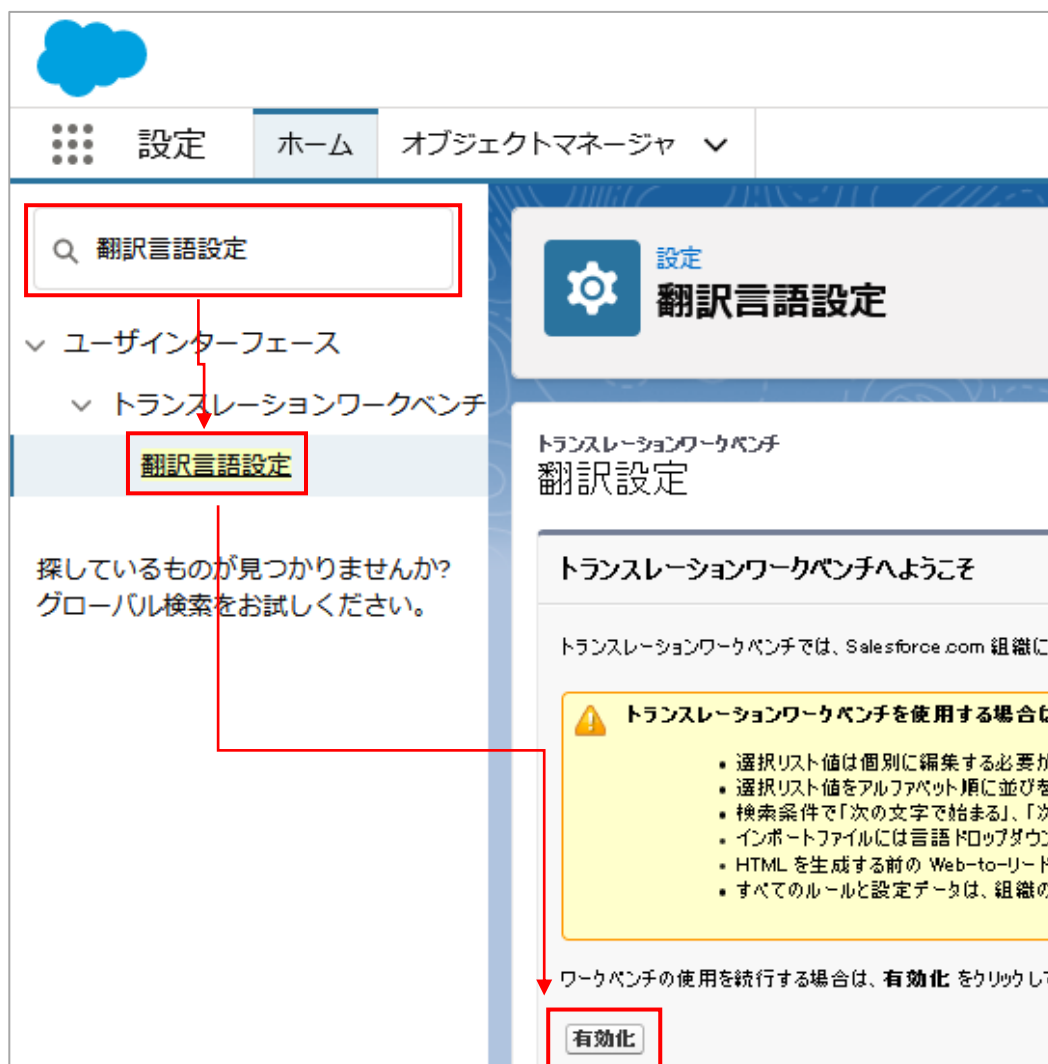 設定
ホーム
オブジェクトマネージャ
翻訳言語設定
ユーザインターフェース
トランスレーションワークベンチ
翻訳言語設定
探しているものが見つかりませんか?
グローバル検索をお試しください。
設定
翻訳言語設定
トランスレーションワークベンチ
翻訳設定
トランスレーションワークベンチへようこそ
トランスレーションワークベンチでは、Salesforce.com 組織に
トランスレーションワークベンチを使用する場合は
• 選択リスト値は個別に編集する必要が
• 選択リスト値をアルファベット順に並びを
• 検索条件で「次の文字で始まる」、「次
• インポートファイルには言語ドロップダウン
• HTML を生成する前の Web-to-リード
• すべてのルールと設定データは、組織の
ワークベンチの使用を続行する場合は、有効化 をクリックして
有効化